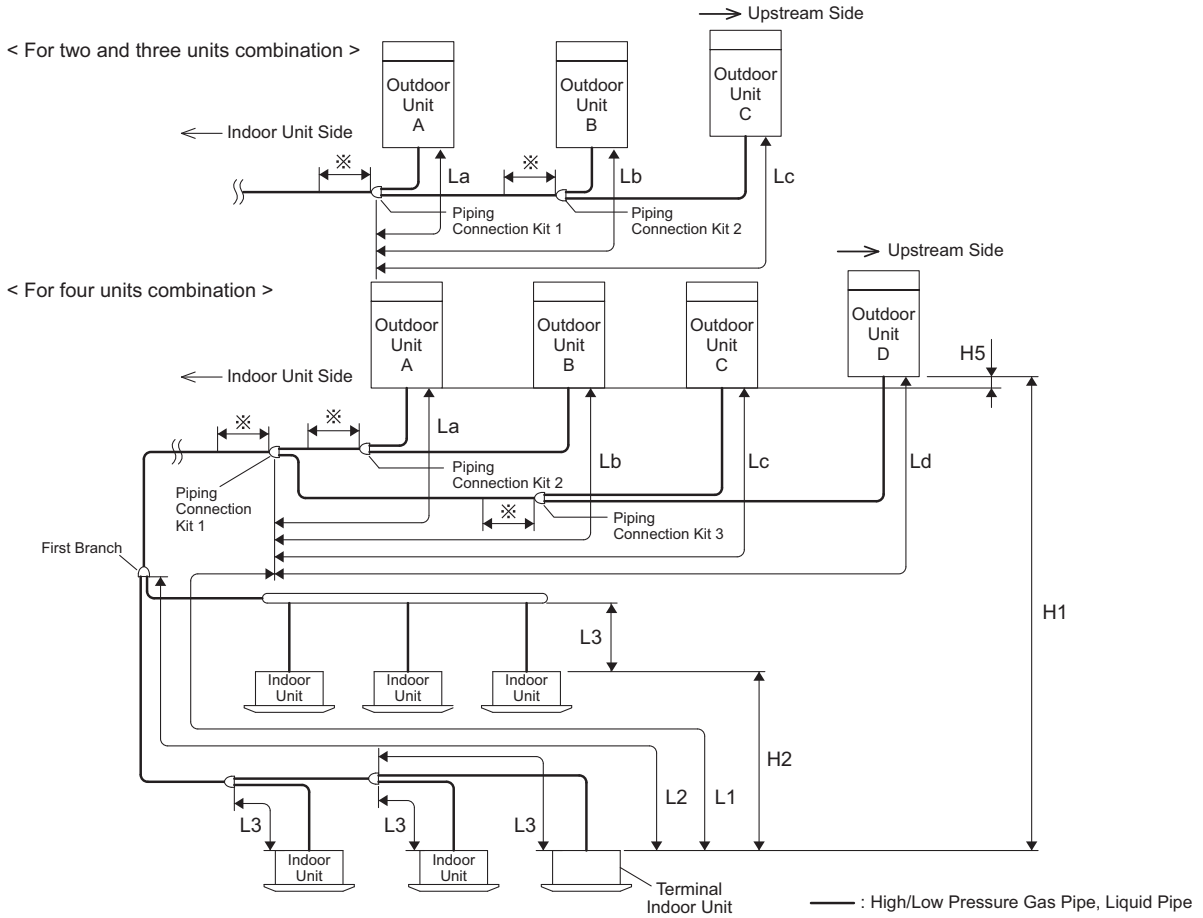 → Upstream Side
< For two and three units combination >
Outdoor
Unit
A
Outdoor
Unit
B
Outdoor
Unit
C
← Indoor Unit Side
※
※
La
Lb
Lc
Piping
Connection Kit 1
Piping
Connection Kit 2
→ Upstream Side
< For four units combination >
Outdoor
Unit
A
Outdoor
Unit
B
Outdoor
Unit
C
Outdoor
Unit
D
H5
← Indoor Unit Side
※
※
La
Lb
Lc
Ld
Piping
Connection
Kit 1
Piping
Connection Kit 2
※
Piping
Connection Kit 3
First Branch
H1
L3
Indoor
Unit
Indoor
Unit
Indoor
Unit
H2
L2
L1
L3
L3
L3
Indoor
Unit
Indoor
Unit
Terminal
Indoor Unit
: High/Low Pressure Gas Pipe, Liquid Pipe